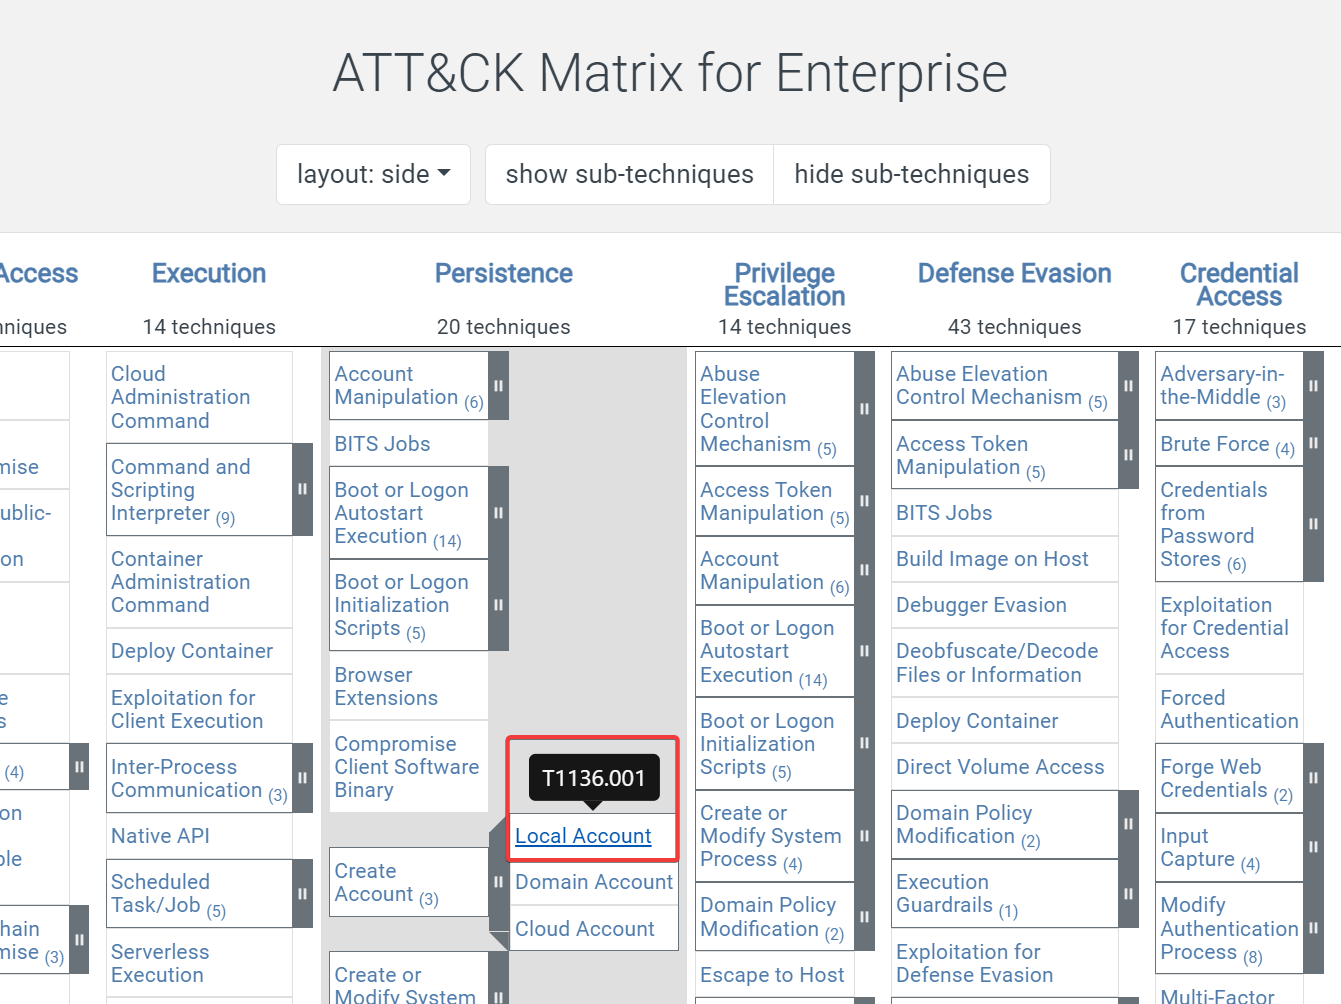 ATT&CK Matrix for Enterprise
layout: side
show sub-techniques
hide sub-techniques
Access
Execution
14 techniques
Cloud
Administration
Command
Command and
Scripting
Interpreter (9)
Container
Administration
Command
Deploy Container
Exploitation for
Client Execution
Inter-Process
Communication (3)
Native API
Scheduled
Task/Job (5)
Serverless
Execution
(4)
(3)
Persistence
20 techniques
Account
Manipulation (6)
BITS Jobs
Boot or Logon
Autostart
Execution (14)
Boot or Logon
Initialization
Scripts (5)
Browser
Extensions
Compromise
Client Software
Binary
Create
Account (3)
T1136.001
Local Account
Domain Account
Cloud Account
Create or
Modify System
Privilege
Escalation
14 techniques
Abuse
Elevation
Control
Mechanism (5)
Access Token
Manipulation (5)
Account
Manipulation (6)
Boot or Logon
Autostart
Execution (14)
Boot or Logon
Initialization
Scripts (5)
Create or
Modify System
Process (4)
Domain Policy
Modification (2)
Escape to Host
Defense Evasion
43 techniques
Abuse Elevation
Control Mechanism (5)
Access Token
Manipulation (5)
BITS Jobs
Build Image on Host
Debugger Evasion
Deobfuscate/Decode
Files or Information
Deploy Container
Direct Volume Access
Domain Policy
Modification (2)
Execution
Guardrails (1)
Exploitation for
Defense Evasion
Credential
Access
17 techniques
Adversary-in-
the-Middle (3)
Brute Force (4)
Credentials
from
Password
Stores (6)
Exploitation
for Credential
Access
Forced
Authentication
Forge Web
Credentials (2)
Input
Capture (4)
Modify
Authentication
Process (8)
Multi-Factor